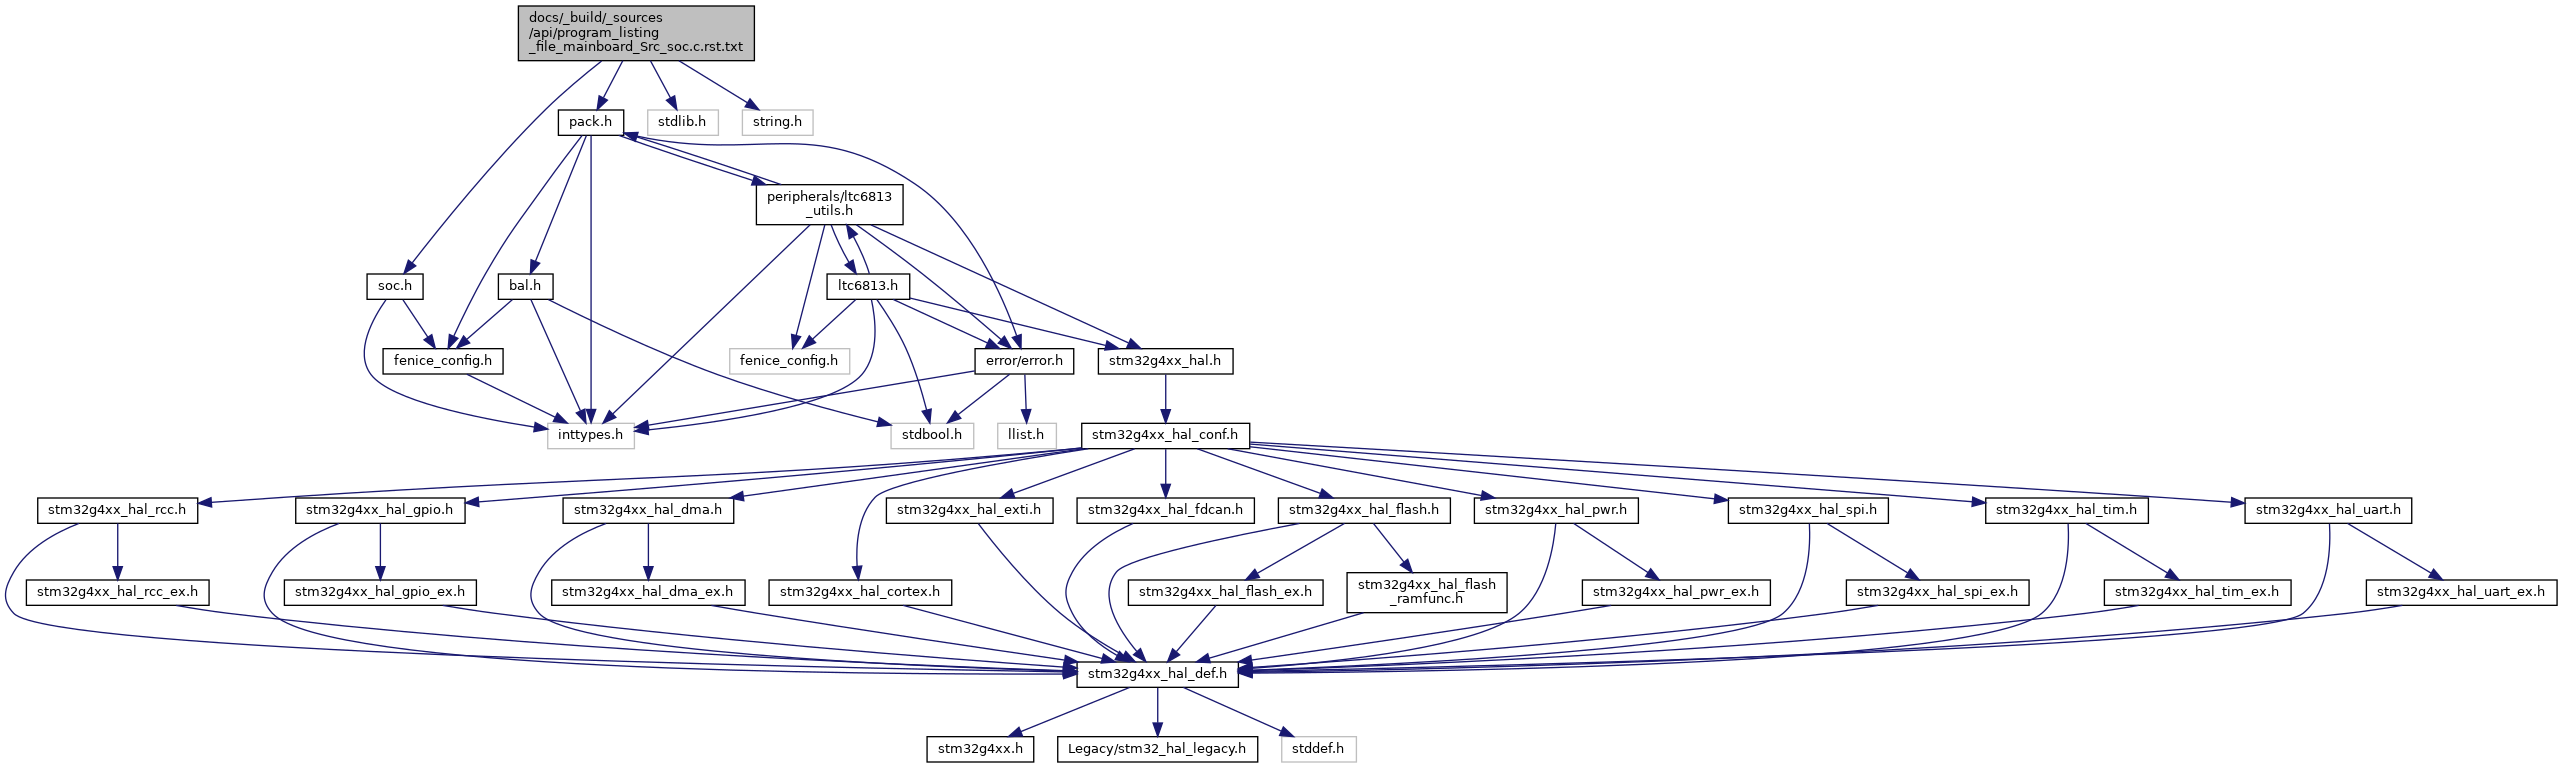 docs/_build/_sources
/api/program_listing
_file_mainboard_Src_soc.c.rst.txt
pack.h
stdlib.h
string.h
peripherals/ltc6813
_utils.h
soc.h
bal.h
ltc6813.h
fenice_config.h
fenice_config.h
error/error.h
stm32g4xx_hal.h
inttypes.h
stdbool.h
llist.h
stm32g4xx_hal_conf.h
stm32g4xx_hal_rcc.h
stm32g4xx_hal_gpio.h
stm32g4xx_hal_dma.h
stm32g4xx_hal_exti.h
stm32g4xx_hal_fdcan.h
stm32g4xx_hal_flash.h
stm32g4xx_hal_pwr.h
stm32g4xx_hal_spi.h
stm32g4xx_hal_tim.h
stm32g4xx_hal_uart.h
stm32g4xx_hal_rcc_ex.h
stm32g4xx_hal_gpio_ex.h
stm32g4xx_hal_dma_ex.h
stm32g4xx_hal_cortex.h
stm32g4xx_hal_flash_ex.h
stm32g4xx_hal_flash
_ramfunc.h
stm32g4xx_hal_pwr_ex.h
stm32g4xx_hal_spi_ex.h
stm32g4xx_hal_tim_ex.h
stm32g4xx_hal_uart_ex.h
stm32g4xx_hal_def.h
stm32g4xx.h
Legacy/stm32_hal_legacy.h
stddef.h